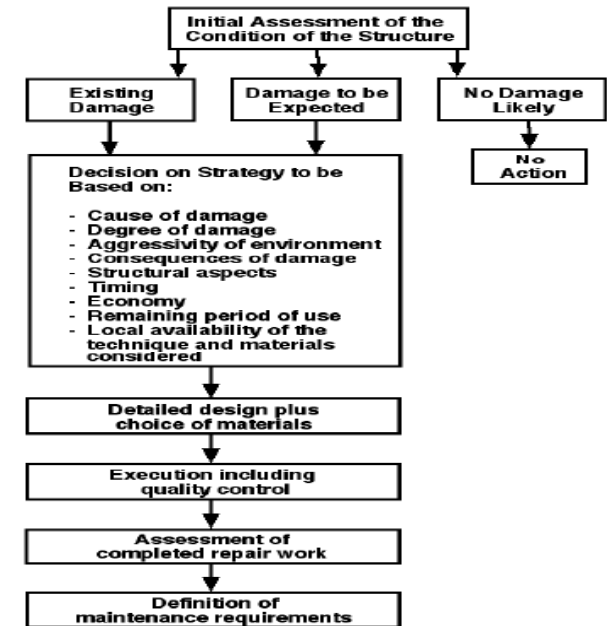 Initial Assessment of the
Condition of the Structure
Existing
Damage
Damage to be
Expected
No Damage
Likely
No
Action
Decision on Strategy to be
Based on:
- Cause of damage
- Degree of damage
- Aggressivity of environment
- Consequences of damage
- Structural aspects
- Timing
- Economy
- Remaining period of use
- Local availability of the
technique and materials
considered
Detailed design plus
choice of materials
Execution including
quality control
Assessment of
completed repair work
Definition of
maintenance requirements